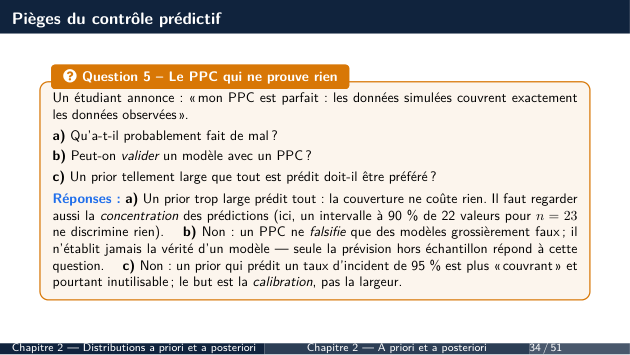 Pièges du contrôle prédictif
? Question 5 – Le PPC qui ne prouve rien
Un étudiant annonce : « mon PPC est parfait : les données simulées couvrent exactement
les données observées ».
a) Qu'a-t-il probablement fait de mal ?
b) Peut-on valider un modèle avec un PPC ?
c) Un prior tellement large que tout est prédit doit-il être préféré ?
Réponses : a) Un prior trop large prédit tout : la couverture ne coûte rien. Il faut regarder
aussi la concentration des prédictions (ici, un intervalle à 90 % de 22 valeurs pour n = 23
ne discrimine rien). b) Non : un PPC ne falsifie que des modèles grossièrement faux ; il
n'établit jamais la vérité d'un modèle — seule la prévision hors échantillon répond à cette
question. c) Non : un prior qui prédit un taux d'incident de 95 % est plus « couvrant » et
pourtant inutilisable ; le but est la calibration, pas la largeur.
Chapitre 2 — Distributions a priori et a posteriori Chapitre 2 — A priori et a posteriori 34 / 51